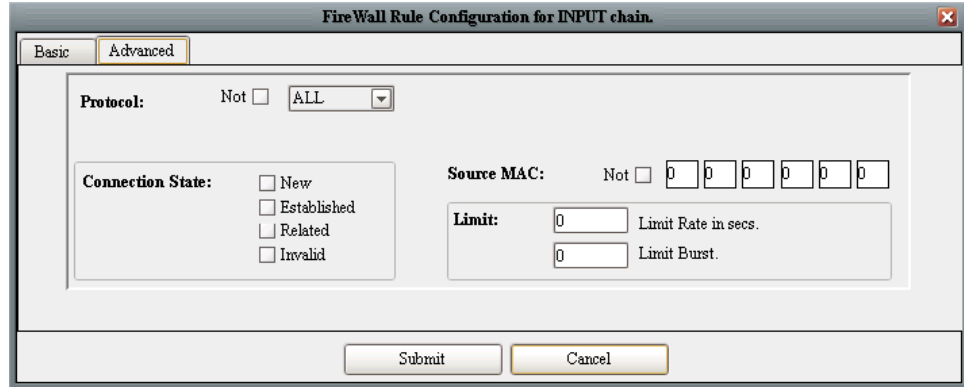 FireWall Rule Configuration for INPUT chain.
Basic Advanced
Protocol: Not ALL
Connection State: New
Established
Related
Invalid
Source MAC: Not 0 0 0 0 0 0
Limit: 0 Limit Rate in secs.
0 Limit Burst.
Submit Cancel